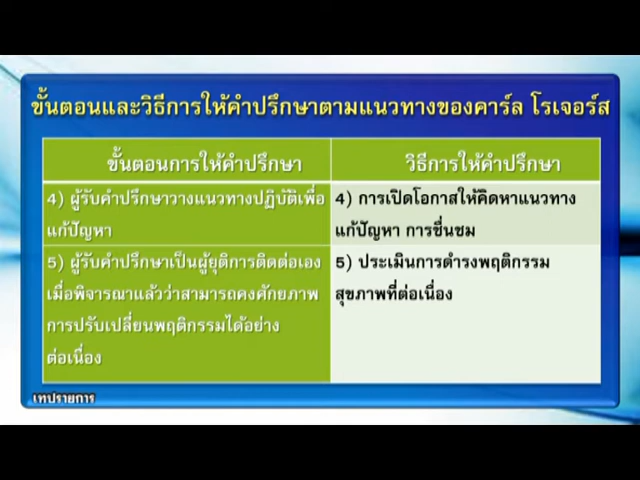 ขั้นตอนและวิธีการให้คำปรึกษาตามแนวทางของคาร์ล โรเจอร์ส
ขั้นตอนการให้คำปรึกษา
วิธีการให้คำปรึกษา
4) ผู้รับคำปรึกษาวางแนวทางปฏิบัติเพื่อ
แก้ปัญหา
4) การเปิดโอกาสให้คิดหาแนวทาง
แก้ปัญหา การชื่นชม
5) ผู้รับคำปรึกษาเป็นผู้ยุติการติดต่อเอง
เมื่อพิจารณาแล้วว่าสามารถคงศักยภาพ
การปรับเปลี่ยนพฤติกรรมได้อย่าง
ต่อเนื่อง
5) ประเมินการดำรงพฤติกรรม
สุขภาพที่ต่อเนื่อง
เทปรายการ